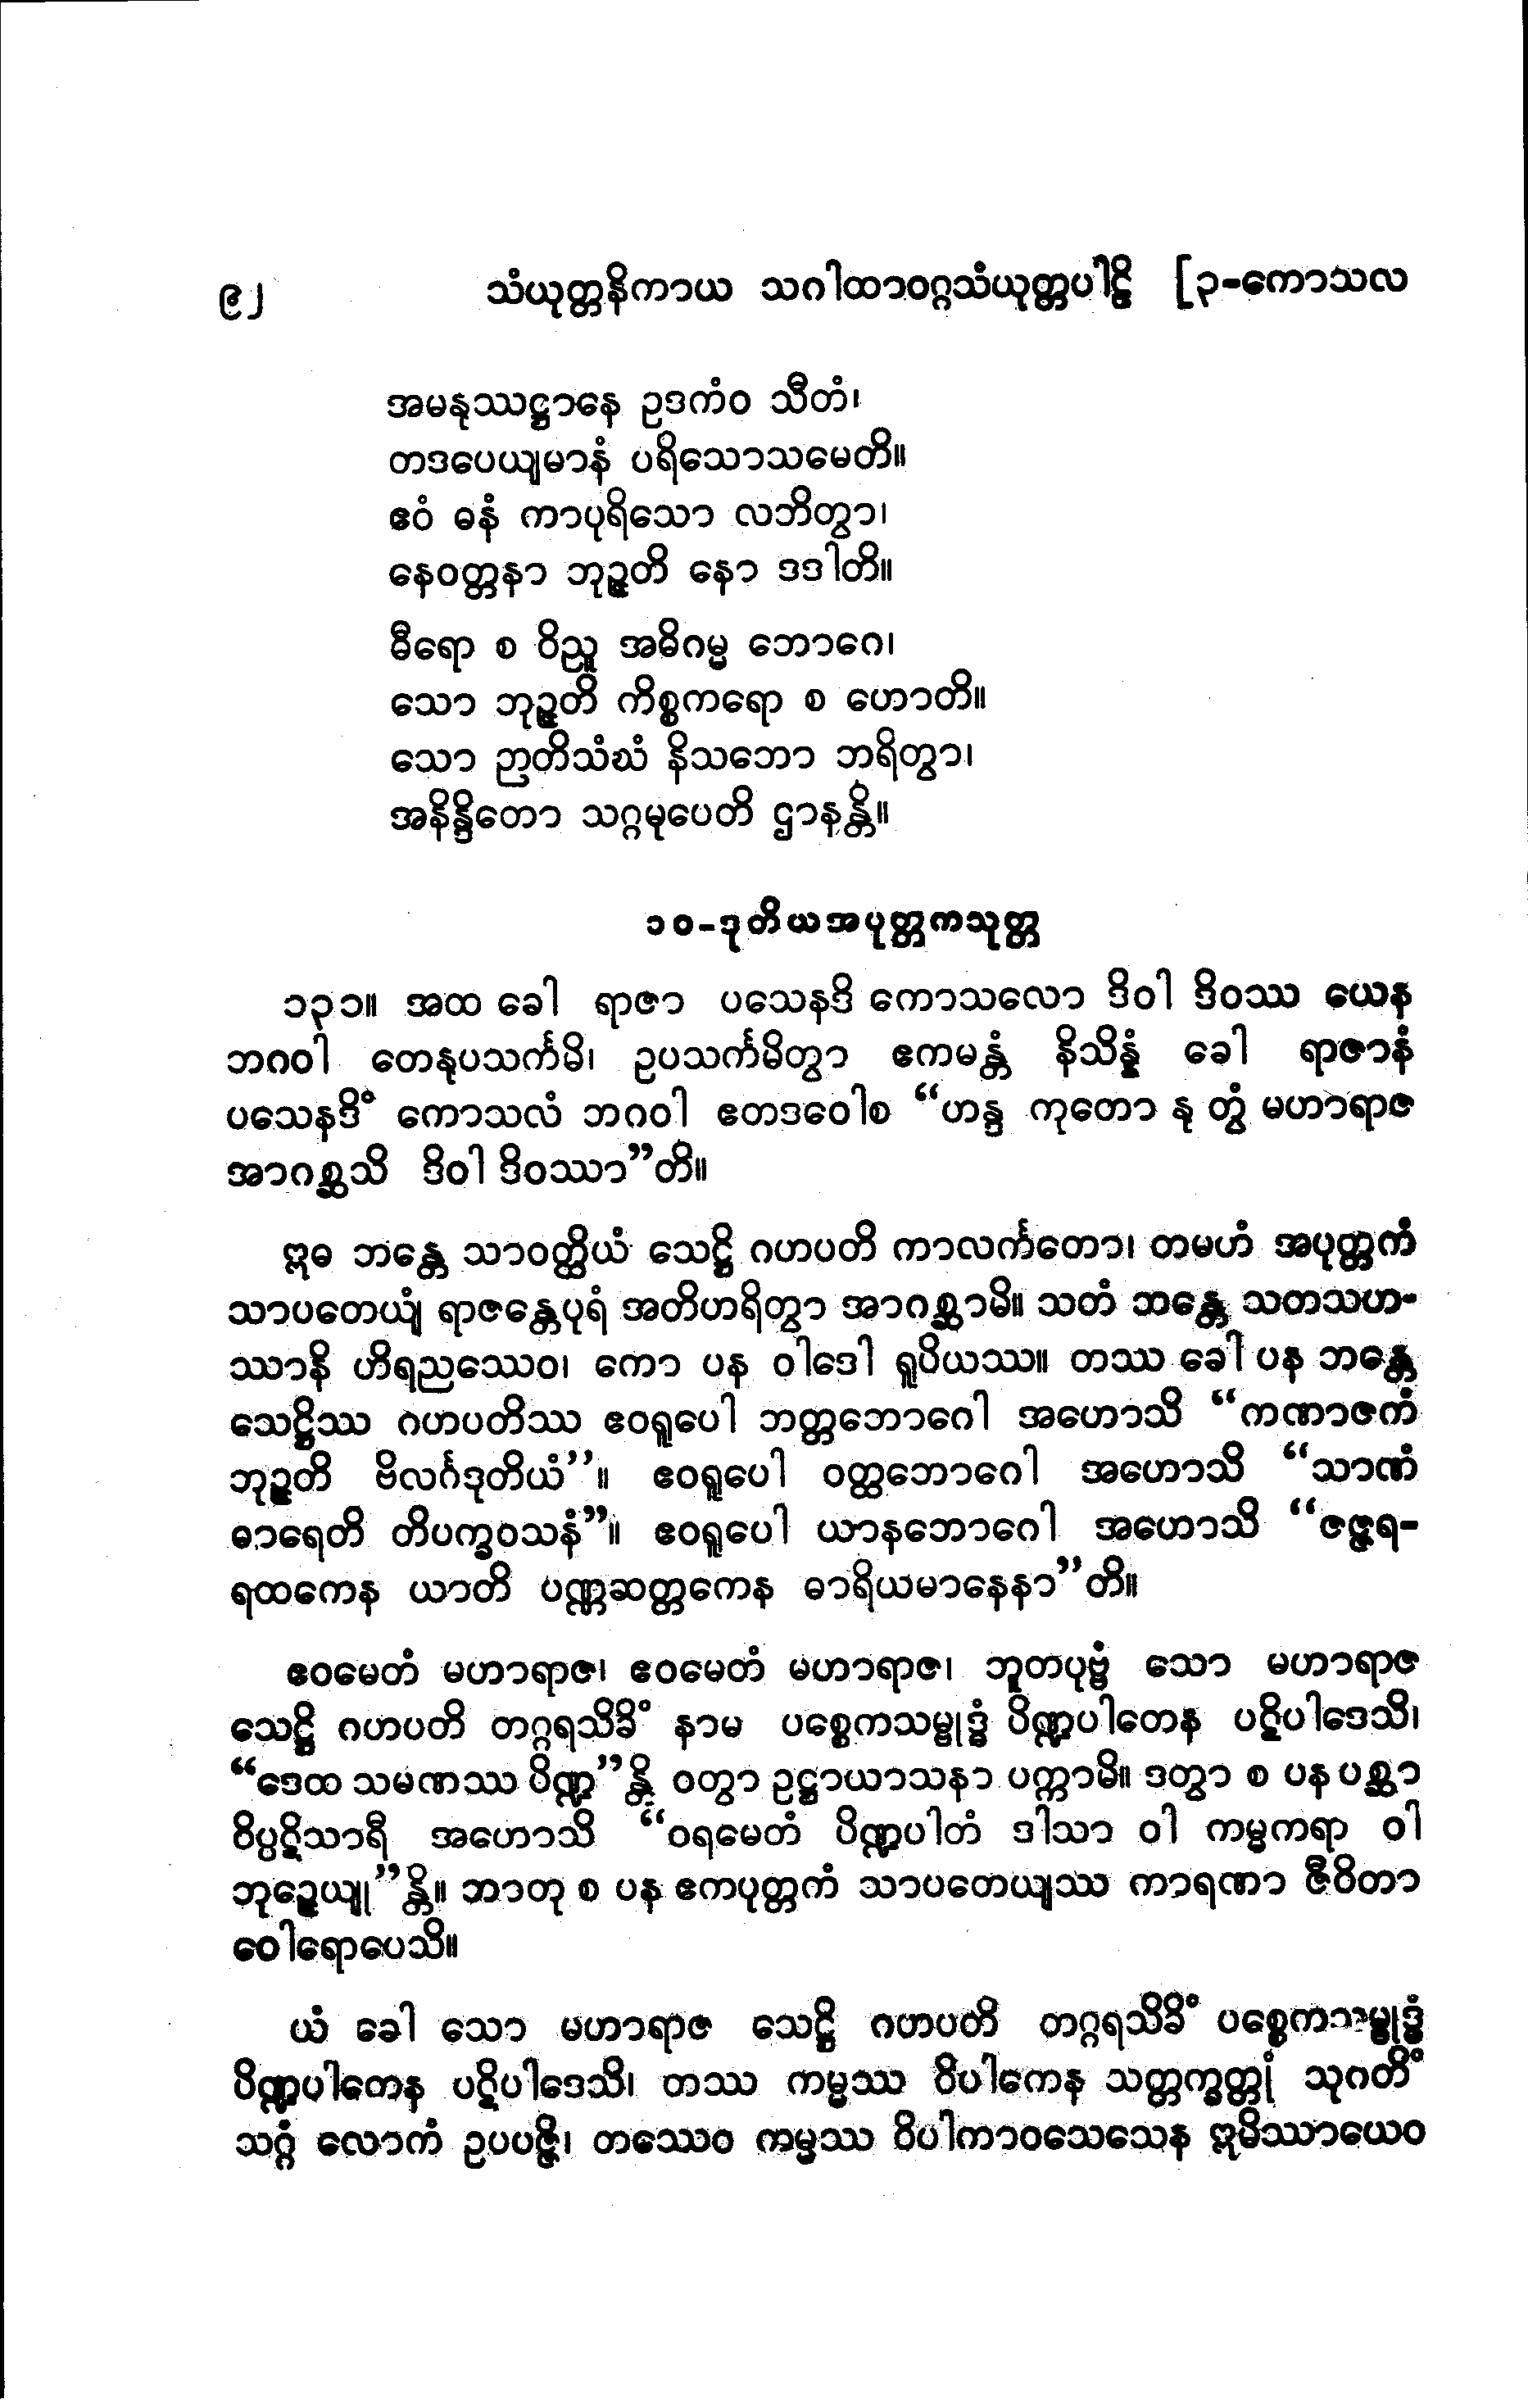 ၉၂ သံယုတ္တနိကာယ သဂါထာဝဂ္ဂသံယုတ္တပါဠိ [၃-ကောသလ
အမနုဿဋ္ဌာနေ ဥဒကံဝ သီတံ၊
တဒပေယျမာနံ ပရိသောသမေတိ။
ဧဝံ ဓနံ ကာပုရိသော လဘိတွာ၊
နေဝတ္တနာ ဘုဉ္ဇတိ နော ဒဒါတိ။
ဓီရော စ ဝိညူ အဓိဂမ္မ ဘောဂေ၊
သော ဘုဉ္ဇတိ ကိစ္စကရော စ ဟောတိ။
သော ဉာတိသံဃံ နိသဘော ဘရိတွာ၊
အနိန္ဒိတော သဂ္ဂမုပေတိ ဌာနန္တိ။
၁၀-ဒုတိယအပုတ္တကသုတ္တ
၁၃၁။ အထ ခေါ ရာဇာ ပသေနဒိ ကောသလော ဒိဝါ ဒိဝဿ ယေန
ဘဂဝါ တေနုပသင်္ကမိ၊ ဥပသင်္ကမိတွာ ဧကမန္တံ နိသိန္နံ ခေါ ရာဇာနံ
ပသေနဒိံ ကောသလံ ဘဂဝါ ဧတဒဝေါစ “ဟန္ဒ ကုတော နု တွံ မဟာရာဇ
အာဂစ္ဆသိ ဒိဝါ ဒိဝဿာ”တိ။
ဣဓ ဘန္တေ သာဝတ္ထိယံ သေဋ္ဌိ ဂဟပတိ ကာလင်္ကတော၊ တမဟံ အပုတ္တကံ
သာပတေယျံ ရာဇန္တေပုရံ အတိဟရိတွာ အာဂစ္ဆာမိ။ သတံ ဘန္တေ သတသဟ-
ဿာနိ ဟိရညဿေဝ၊ ကော ပန ဝါဒေါ ရူပိယဿ။ တဿ ခေါ ပန ဘန္တေ
သေဋ္ဌိဿ ဂဟပတိဿ ဧဝရူပေါ ဘတ္တဘောဂေါ အဟောသိ “ကဏာဇကံ
ဘုဉ္ဇတိ ဗိလင်္ဂဒုတိယံ”။ ဧဝရူပေါ ဝတ္ထဘောဂေါ အဟောသိ “သာဏံ
ဓာရေတိ တိပက္ခဝသနံ”။ ဧဝရူပေါ ယာနဘောဂေါ အဟောသိ “ဇဇ္ဇရ-
ရထကေန ယာတိ ပဏ္ဏဆတ္တကေန ဓာရိယမာနေနာ”တိ။
ဧဝမေတံ မဟာရာဇ၊ ဧဝမေတံ မဟာရာဇ၊ ဘူတပုဗ္ဗံ သော မဟာရာဇ
သေဋ္ဌိ ဂဟပတိ တဂ္ဂရသိခိံ နာမ ပစ္စေကသမ္ဗုဒ္ဓံ ပိဏ္ဍပါတေန ပဋိပါဒေသိ၊
“ဒေထ သမဏဿ ပိဏ္ဍ”န္တိ ဝတွာ ဥဋ္ဌာယာသနာ ပက္ကာမိ။ ဒတွာ စ ပန ပစ္ဆာ
ဝိပ္ပဋိသာရီ အဟောသိ “ဝရမေတံ ပိဏ္ဍပါတံ ဒါသာ ဝါ ကမ္မကရာ ဝါ
ဘုဉ္ဇေယျု”န္တိ။ ဘာတု စ ပန ဧကပုတ္တကံ သာပတေယျဿ ကာရဏာ ဇီဝိတာ
ဝေါရောပေသိ။
ယံ ခေါ သော မဟာရာဇ သေဋ္ဌိ ဂဟပတိ တဂ္ဂရသိခိံ ပစ္စေကသမ္ဗုဒ္ဓံ
ပိဏ္ဍပါတေန ပဋိပါဒေသိ၊ တဿ ကမ္မဿ ဝိပါကေန သတ္တက္ခတ္တုံ သုဂတိံ
သဂ္ဂံ လောကံ ဥပပဇ္ဇိ၊ တဿေဝ ကမ္မဿ ဝိပါကာဝသေသေန ဣမိဿာယေဝ